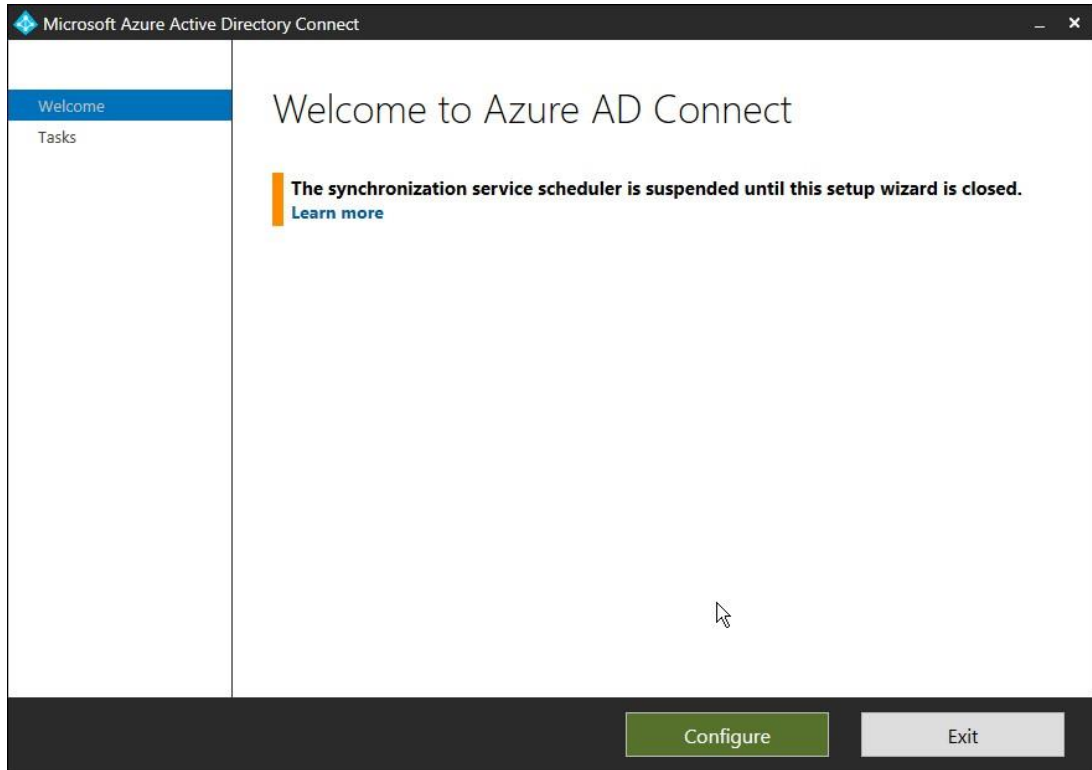 Microsoft Azure Active Directory Connect
Welcome
Tasks
Welcome to Azure AD Connect
The synchronization service scheduler is suspended until this setup wizard is closed.
Learn more
Configure
Exit